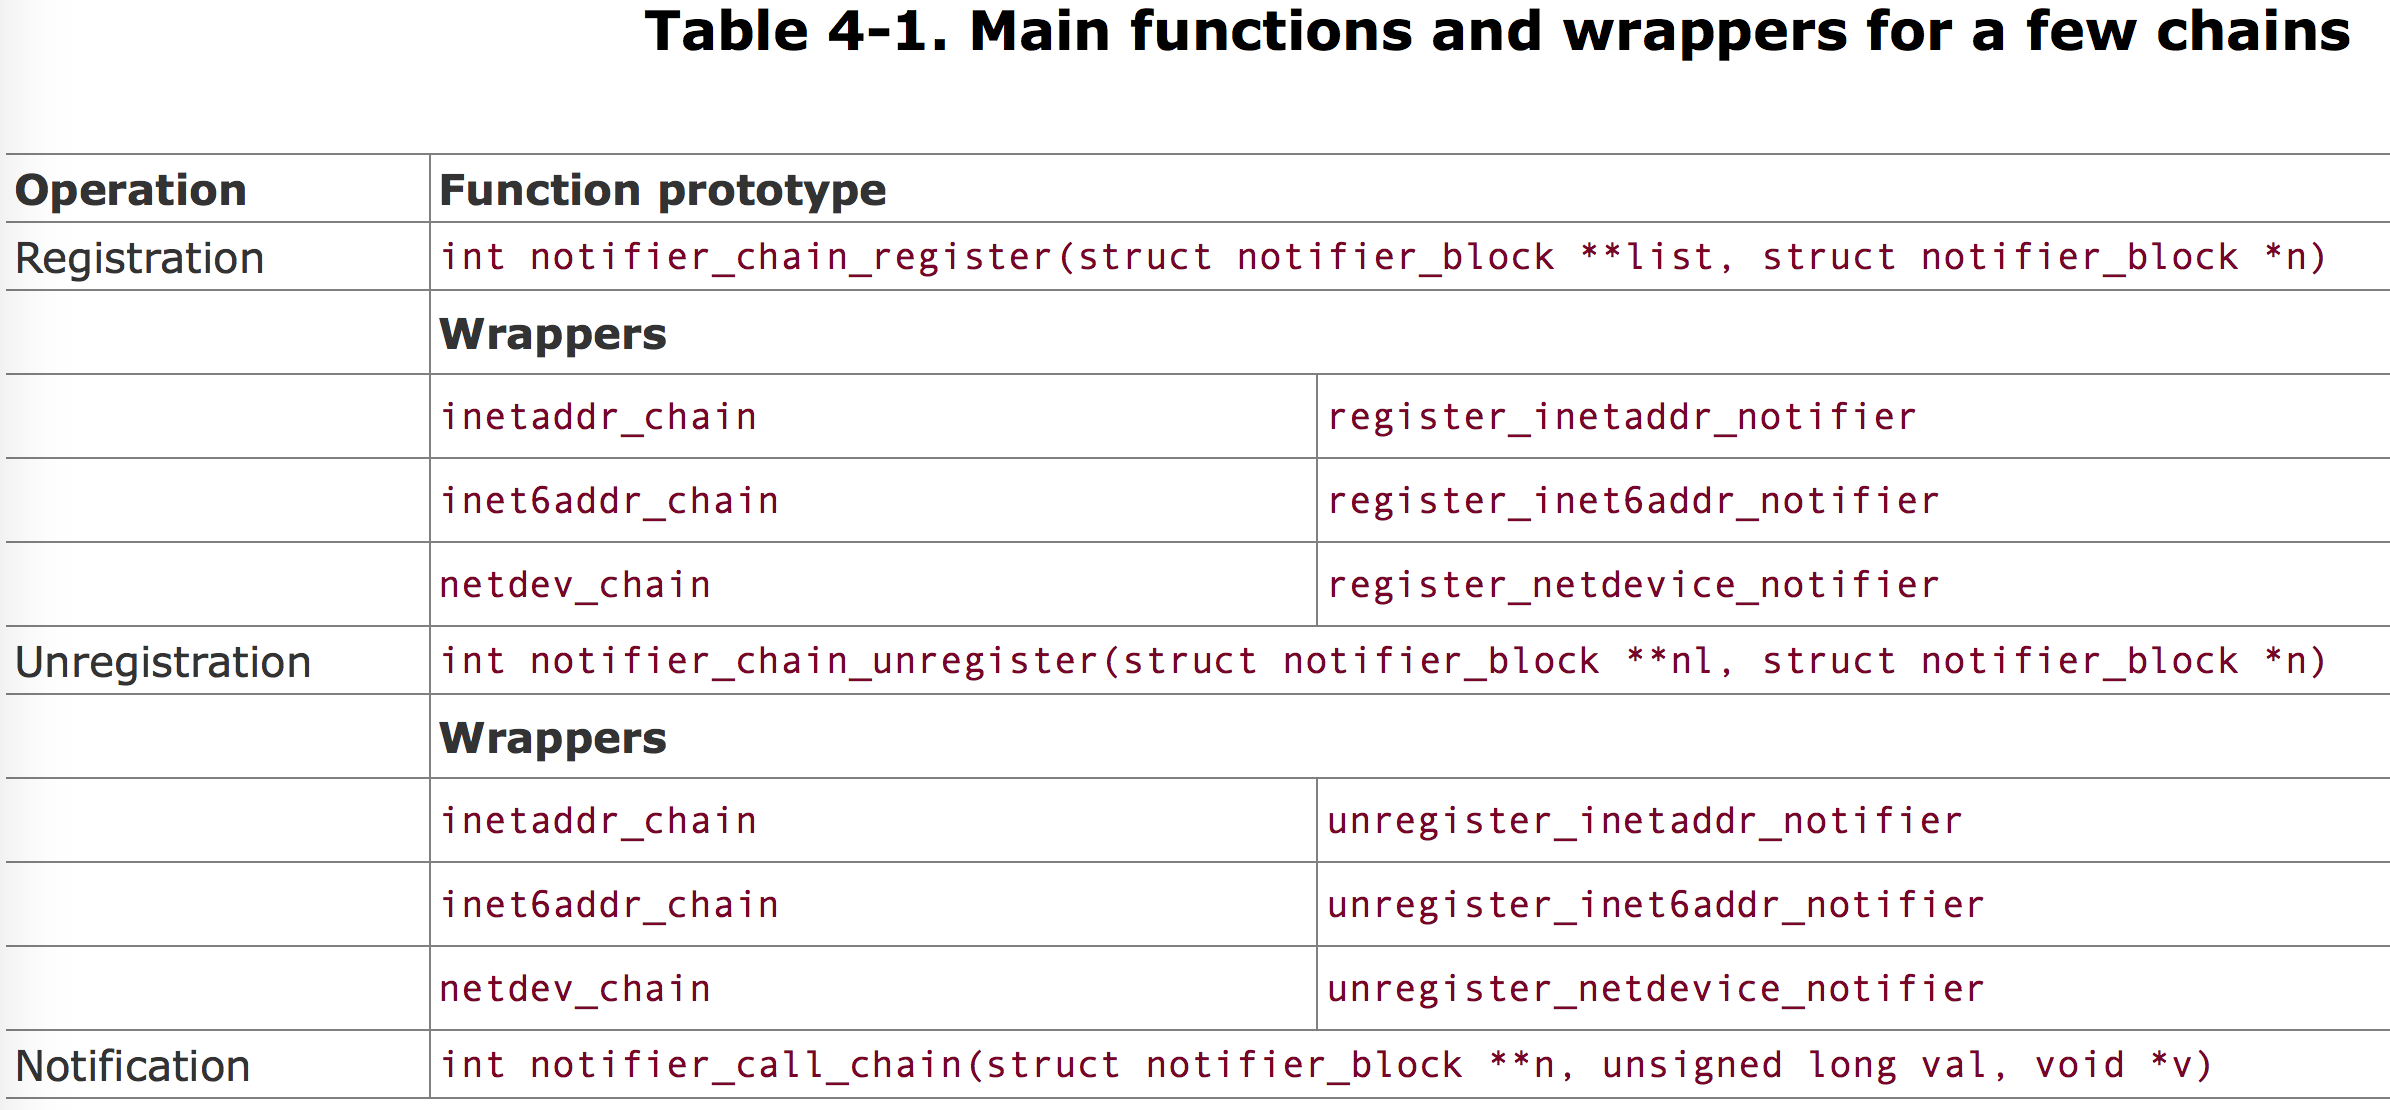 Table 4-1. Main functions and wrappers for a few chains
Operation Function prototype
Registration int notifier_chain_register(struct notifier_block **list, struct notifier_block *n)
Wrappers
inetaddr_chain register_inetaddr_notifier
inet6addr_chain register_inet6addr_notifier
netdev_chain register_netdevice_notifier
Unregistration int notifier_chain_unregister(struct notifier_block **nl, struct notifier_block *n)
Wrappers
inetaddr_chain unregister_inetaddr_notifier
inet6addr_chain unregister_inet6addr_notifier
netdev_chain unregister_netdevice_notifier
Notification int notifier_call_chain(struct notifier_block **n, unsigned long val, void *v)